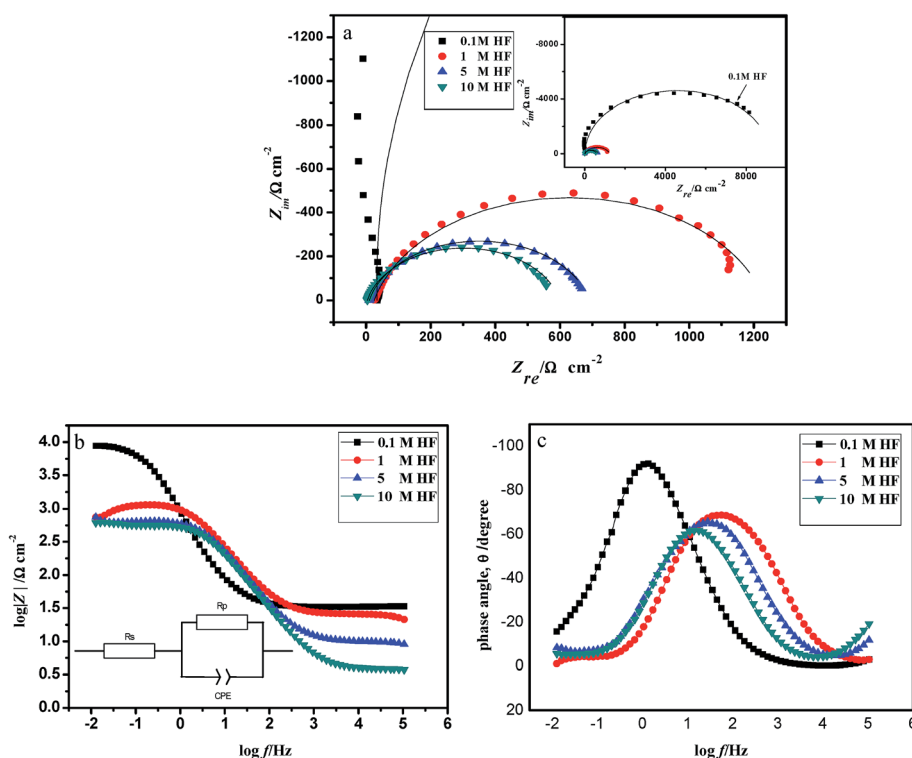 a
0.1M HF
1 M HF
5 M HF
10 M HF
-1300
-1200
-1000
-800
-600
-400
-200
0
Z_im/Ω cm^-2
0 200 400 600 800 1000 1200
Z_re/Ω cm^-2
-10000
-8000
-4000
0
Z_im/Ω cm^-2
0.1M HF
0 4000 8000
Z_re/Ω cm^-2
b
0.1 M HF
1 M HF
5 M HF
10 M HF
4.0
3.5
3.0
2.5
2.0
1.5
1.0
0.5
0.0
log|Z| /Ω cm^-2
Rs
Rp
CPE
-2 -1 0 1 2 3 4 5 6
log f/Hz
c
0.1 M HF
1 M HF
5 M HF
10 M HF
-100
-80
-60
-40
-20
0
20
phase angle, θ /degree
-2 -1 0 1 2 3 4 5 6
log f/Hz